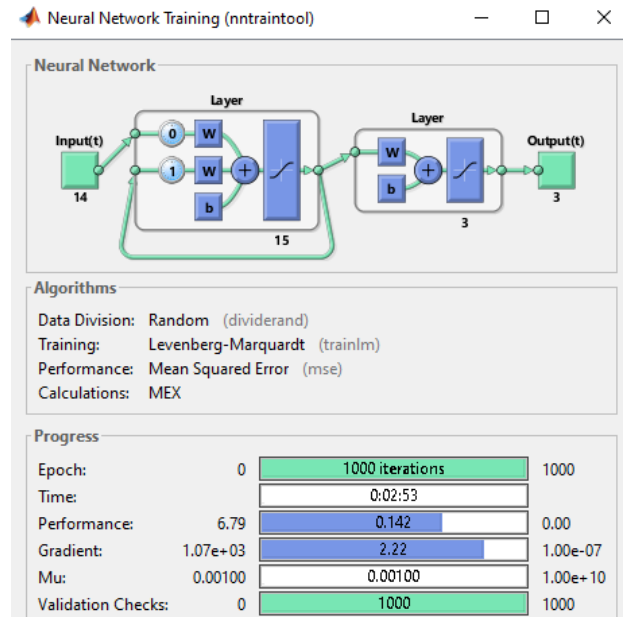 Neural Network Training (nntraintool)
Neural Network
Layer
Layer
Input(t)
Output(t)
0 W
W
1 W
+
+
b
b
14
3
15
3
Algorithms
Data Division: Random (dividerand)
Training: Levenberg-Marquardt (trainlm)
Performance: Mean Squared Error (mse)
Calculations: MEX
Progress
Epoch: 0 1000 iterations 1000
Time: 0:02:53
Performance: 6.79 0.142 0.00
Gradient: 1.07e+03 2.22 1.00e-07
Mu: 0.00100 0.00100 1.00e+10
Validation Checks: 0 1000 1000